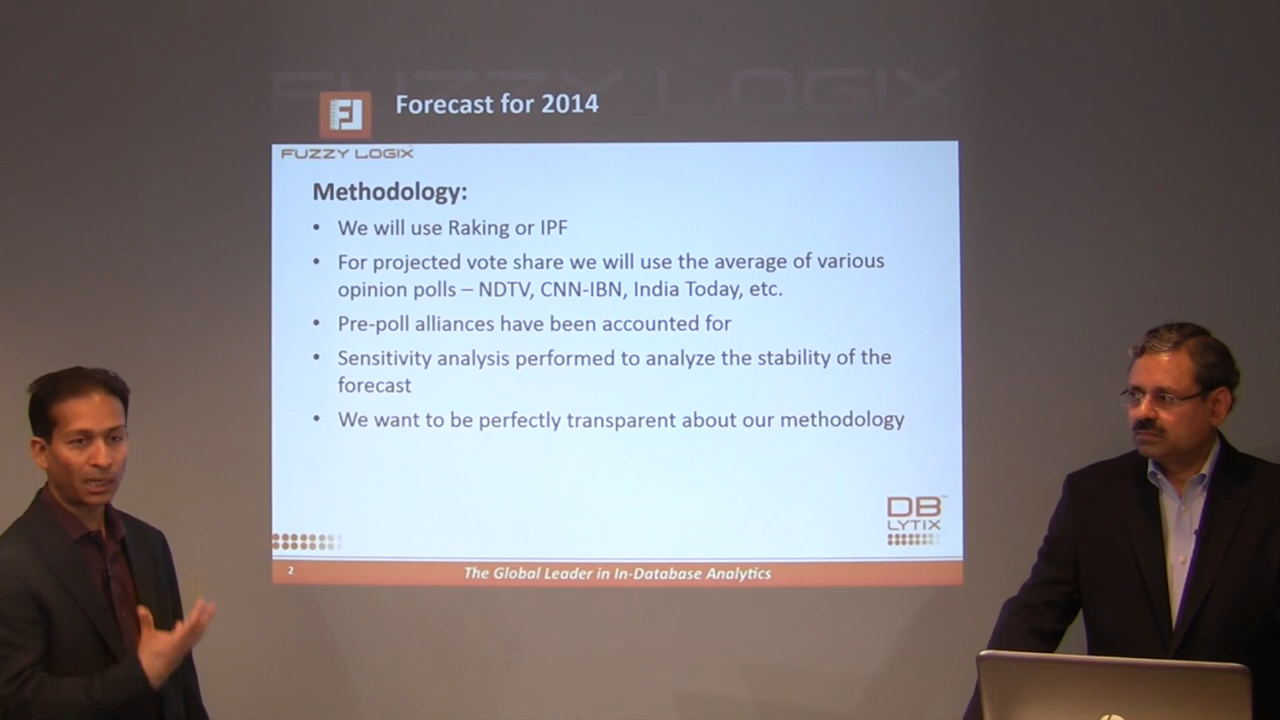 FUZZY LOGIX
Forecast for 2014
FUZZY LOGIX
Methodology:
• We will use Raking or IPF
• For projected vote share we will use the average of various
opinion polls – NDTV, CNN-IBN, India Today, etc.
• Pre-poll alliances have been accounted for
• Sensitivity analysis performed to analyze the stability of the
forecast
• We want to be perfectly transparent about our methodology
DB™
LYTIX
2
The Global Leader in In-Database Analytics